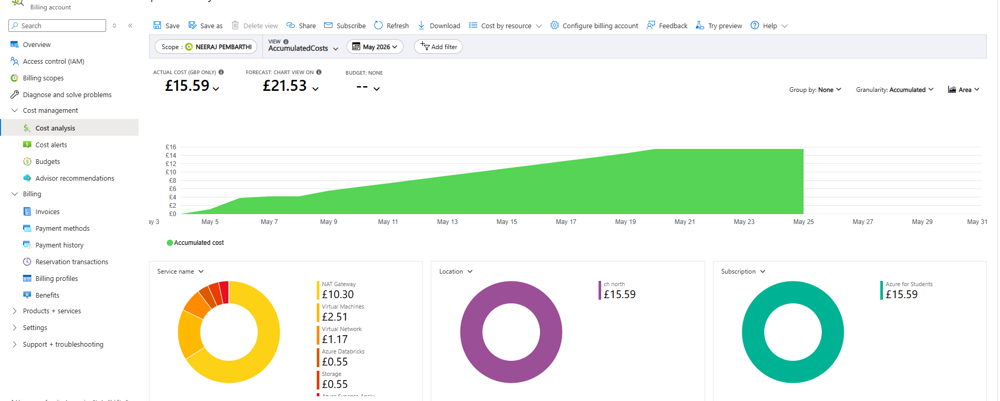 Billing account
Search
Save
Save as
Delete view
Share
Subscribe
Refresh
Download
Cost by resource
Configure billing account
Feedback
Try preview
Help
Overview
Access control (IAM)
Billing scopes
Diagnose and solve problems
Cost management
Cost analysis
Cost alerts
Budgets
Advisor recommendations
Billing
Invoices
Payment methods
Payment history
Reservation transactions
Billing profiles
Benefits
Products + services
Settings
Support + troubleshooting
Scope : NEERAJ PEMBARTHI
VIEW
AccumulatedCosts
May 2026
Add filter
ACTUAL COST (GBP ONLY)
£15.59
FORECAST: CHART VIEW ON
£21.53
BUDGET: NONE
--
Group by: None
Granularity: Accumulated
Area
£16
£14
£12
£10
£8
£6
£4
£2
£0
ay 3
May 5
May 7
May 9
May 11
May 13
May 15
May 17
May 19
May 21
May 23
May 25
May 27
May 29
May 31
Accumulated cost
Service name
NAT Gateway
£10.30
Virtual Machines
£2.51
Virtual Network
£1.17
Azure Databricks
£0.55
Storage
£0.55
Azure Synapse Analy
Location
ch north
£15.59
Subscription
Azure for Students
£15.59